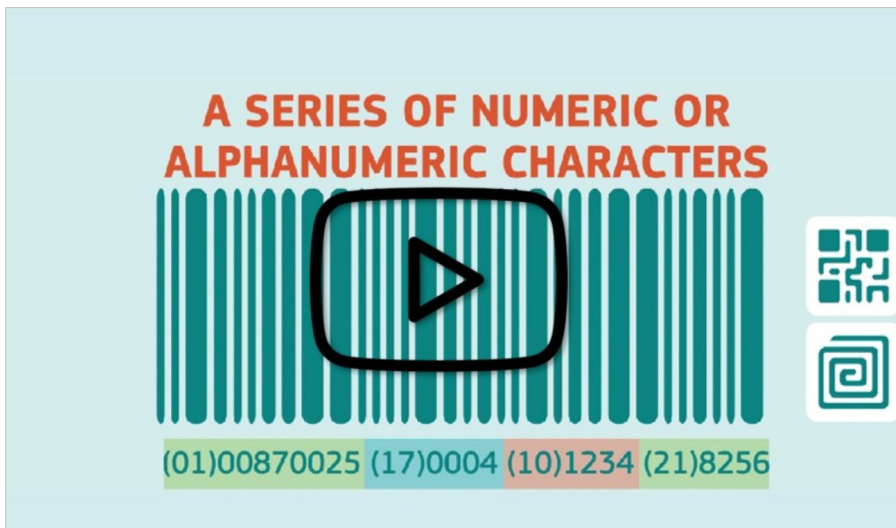 A SERIES OF NUMERIC OR
ALPHANUMERIC CHARACTERS
(01)00870025 (17)0004 (10)1234 (21)8256